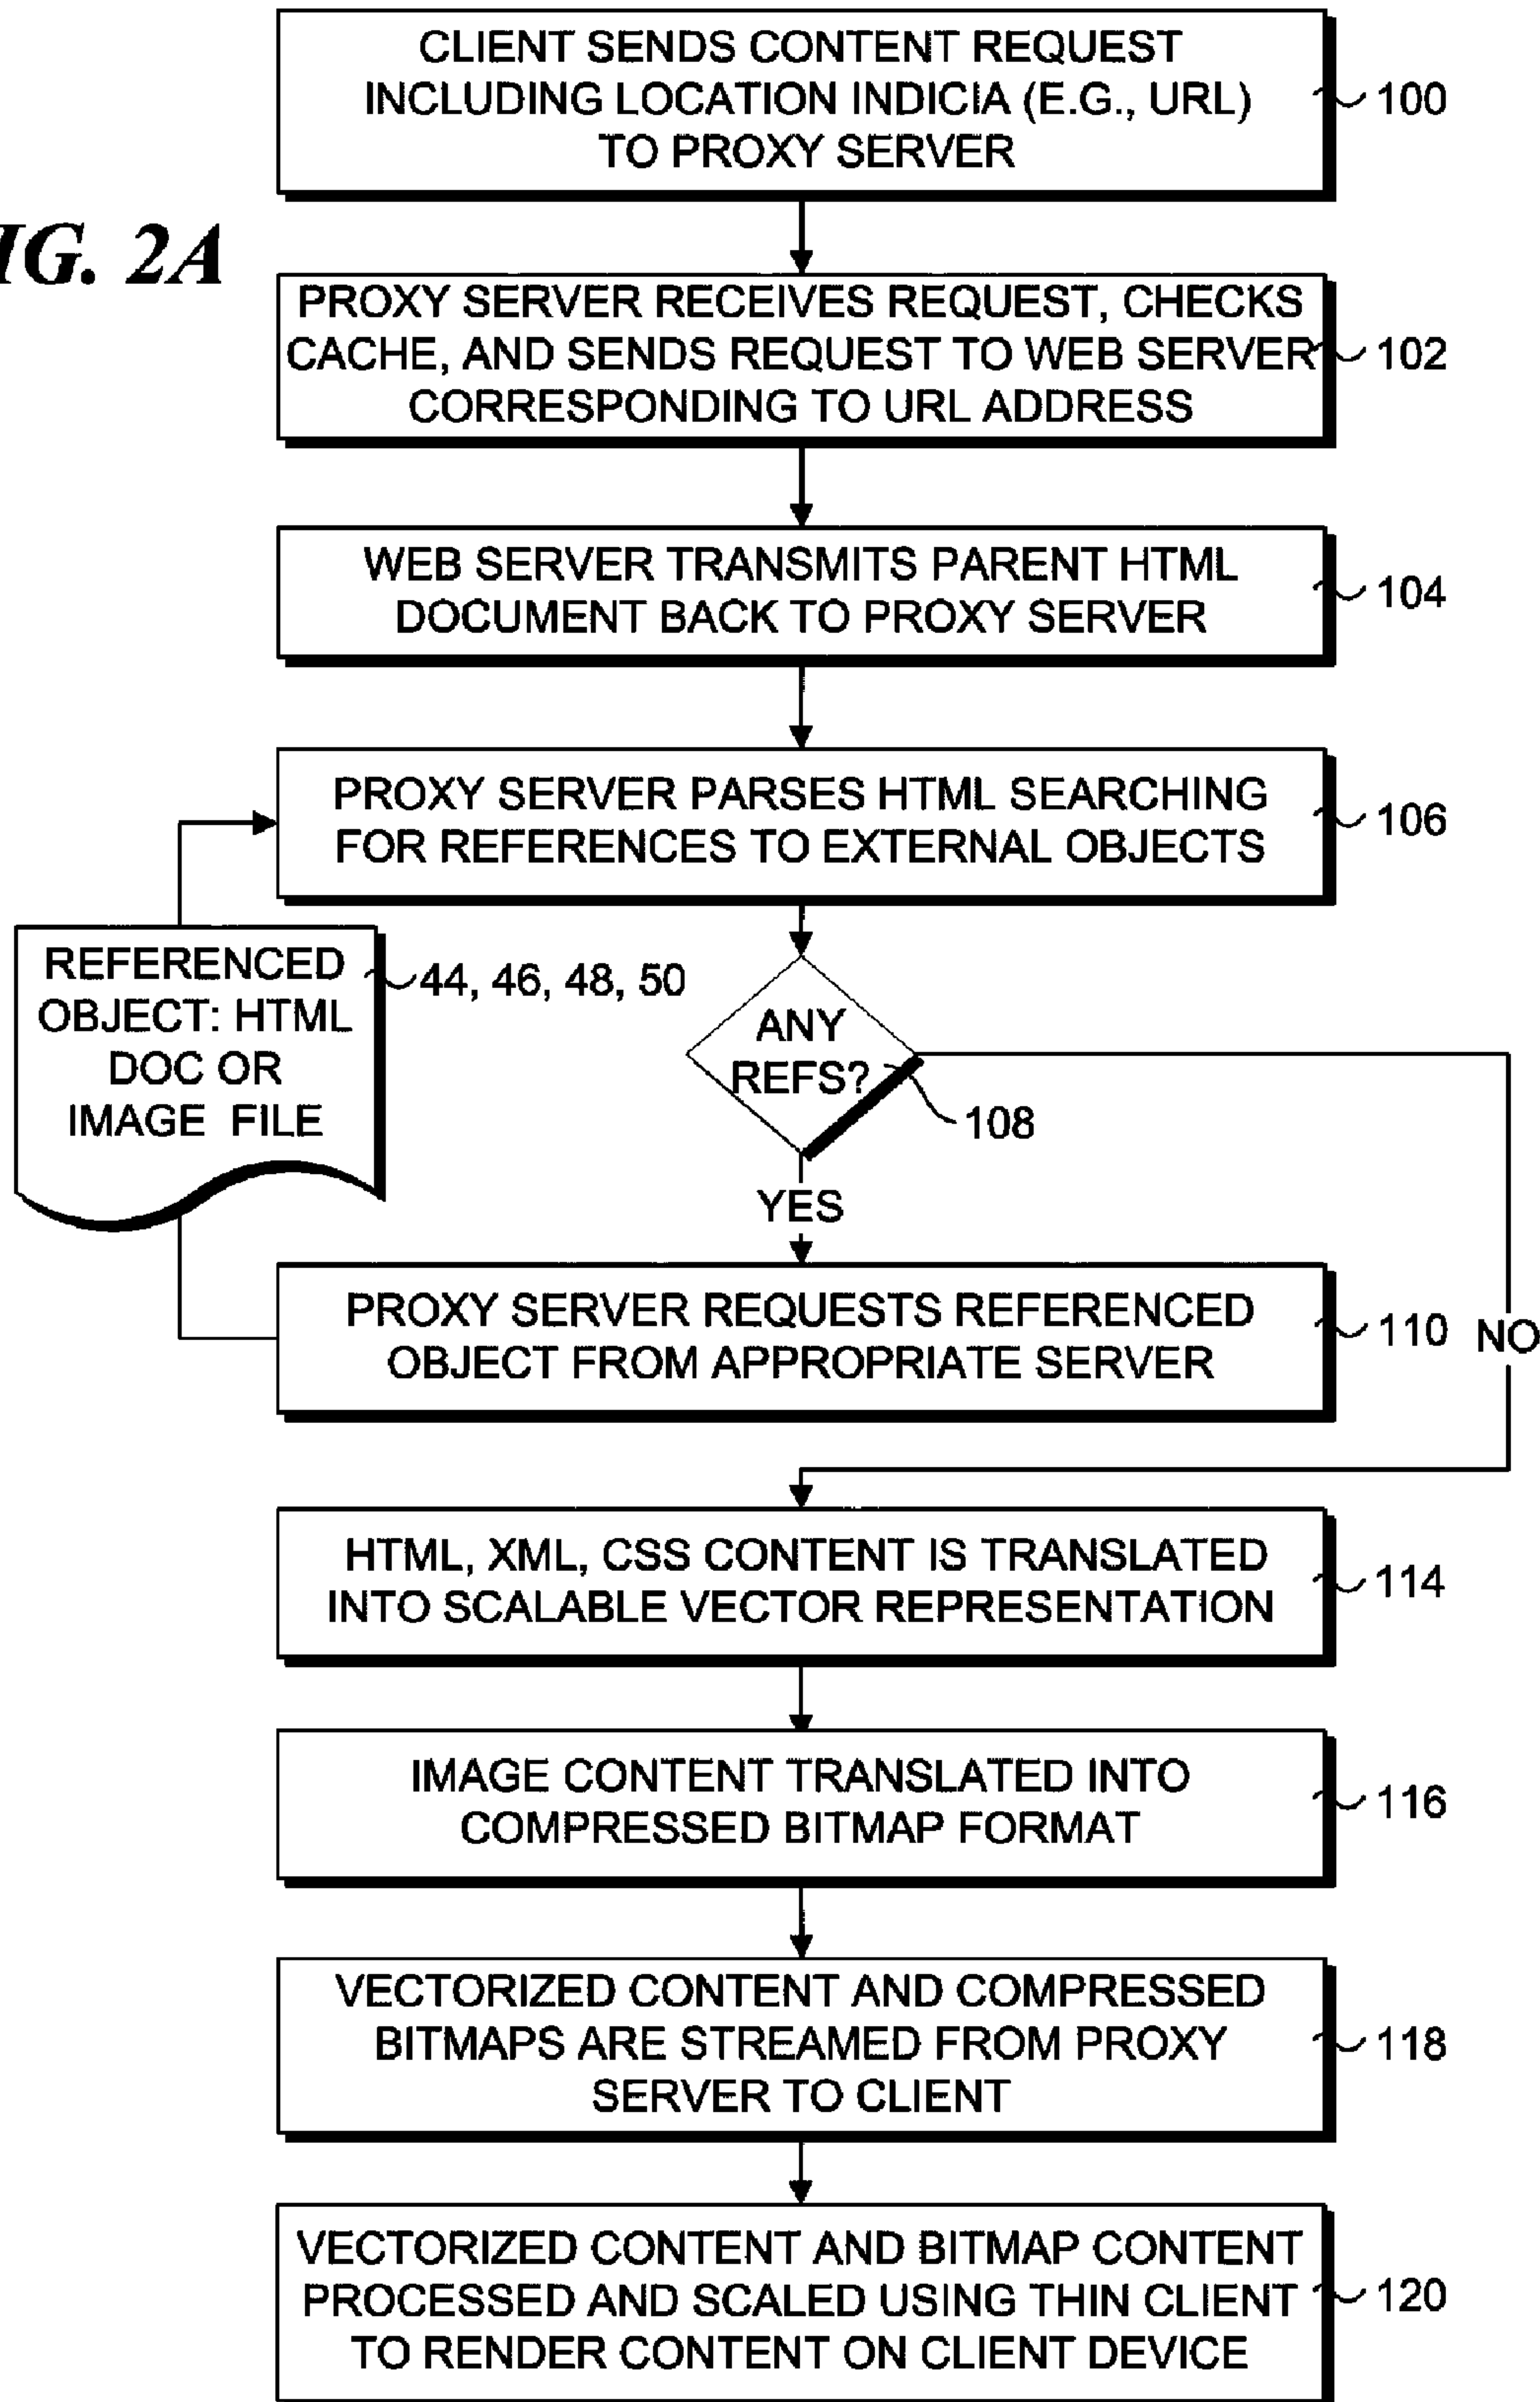 CLIENT SENDS CONTENT REQUEST
INCLUDING LOCATION INDICIA (E.G., URL)
TO PROXY SERVER
100
IG. 2A
PROXY SERVER RECEIVES REQUEST, CHECKS
CACHE, AND SENDS REQUEST TO WEB SERVER
CORRESPONDING TO URL ADDRESS
102
WEB SERVER TRANSMITS PARENT HTML
DOCUMENT BACK TO PROXY SERVER
104
PROXY SERVER PARSES HTML SEARCHING
FOR REFERENCES TO EXTERNAL OBJECTS
106
REFERENCED
OBJECT: HTML
DOC OR
IMAGE FILE
44, 46, 48, 50
ANY
REFS?
108
YES
PROXY SERVER REQUESTS REFERENCED
OBJECT FROM APPROPRIATE SERVER
110
NO
HTML, XML, CSS CONTENT IS TRANSLATED
INTO SCALABLE VECTOR REPRESENTATION
114
IMAGE CONTENT TRANSLATED INTO
COMPRESSED BITMAP FORMAT
116
VECTORIZED CONTENT AND COMPRESSED
BITMAPS ARE STREAMED FROM PROXY
SERVER TO CLIENT
118
VECTORIZED CONTENT AND BITMAP CONTENT
PROCESSED AND SCALED USING THIN CLIENT
TO RENDER CONTENT ON CLIENT DEVICE
120